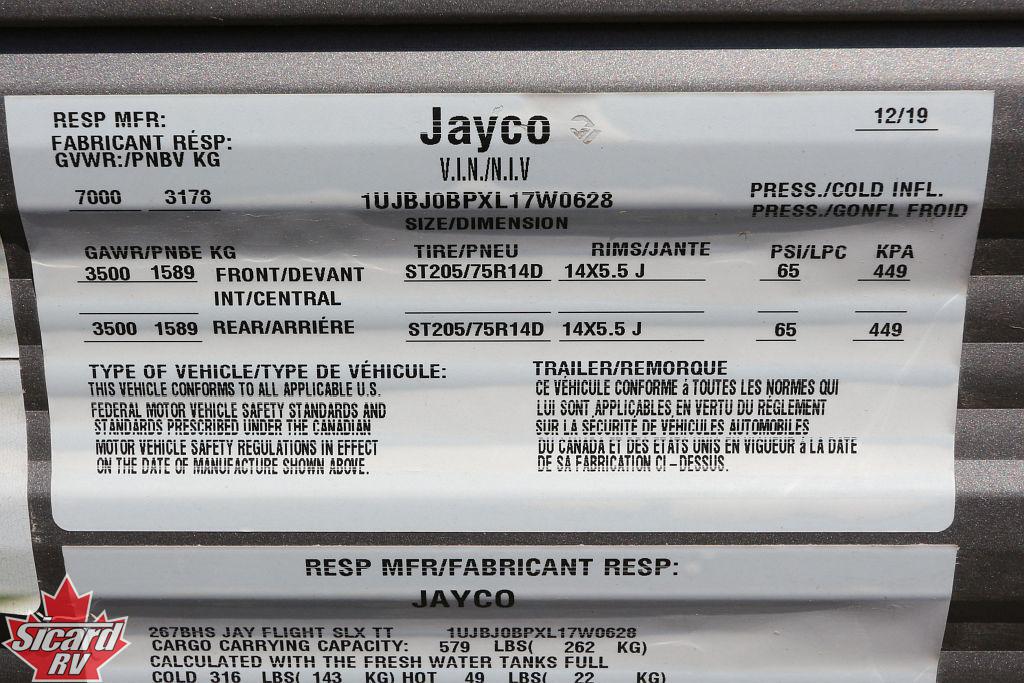 RESP MFR:
Jayco
12/19
FABRICANT RÉSP:
GVWR:/PNBV KG
V.I.N./N.I.V
7000 3178
1UJBJ0BPXL17W0628
PRESS./COLD INFL.
SIZE/DIMENSION
PRESS./GONFL FROID
GAWR/PNBE KG TIRE/PNEU RIMS/JANTE PSI/LPC KPA
3500 1589 FRONT/DEVANT ST205/75R14D 14X5.5 J 65 449
INT/CENTRAL
3500 1589 REAR/ARRIÉRE ST205/75R14D 14X5.5 J 65 449
TYPE OF VEHICLE/TYPE DE VÉHICULE:
THIS VEHICLE CONFORMS TO ALL APPLICABLE U.S.
FEDERAL MOTOR VEHICLE SAFETY STANDARDS AND
STANDARDS PRESCRIBED UNDER THE CANADIAN
MOTOR VEHICLE SAFETY REGULATIONS IN EFFECT
ON THE DATE OF MANUFACTURE SHOWN ABOVE.
TRAILER/REMORQUE
CE VÉHICULE CONFORME à TOUTES LES NORMES QUI
LUI SONT APPLICABLES EN VERTU DU RÈGLEMENT
SUR LA SÉCURITÉ DE VÉHICULES AUTOMOBILES
DU CANADA ET DES ÉTATS UNIS EN VIGUEUR à LA DATE
DE SA FABRICATION CI-DESSUS.
RESP MFR/FABRICANT RESP:
JAYCO
267BHS JAY FLIGHT SLX TT 1UJBJ0BPXL17W0628
CARGO CARRYING CAPACITY: 579 LBS( 262 KG)
CALCULATED WITH THE FRESH WATER TANKS FULL
COLD 316 LBS( 143 KG) HOT 49 LBS( 22 KG)
Sicard
RV